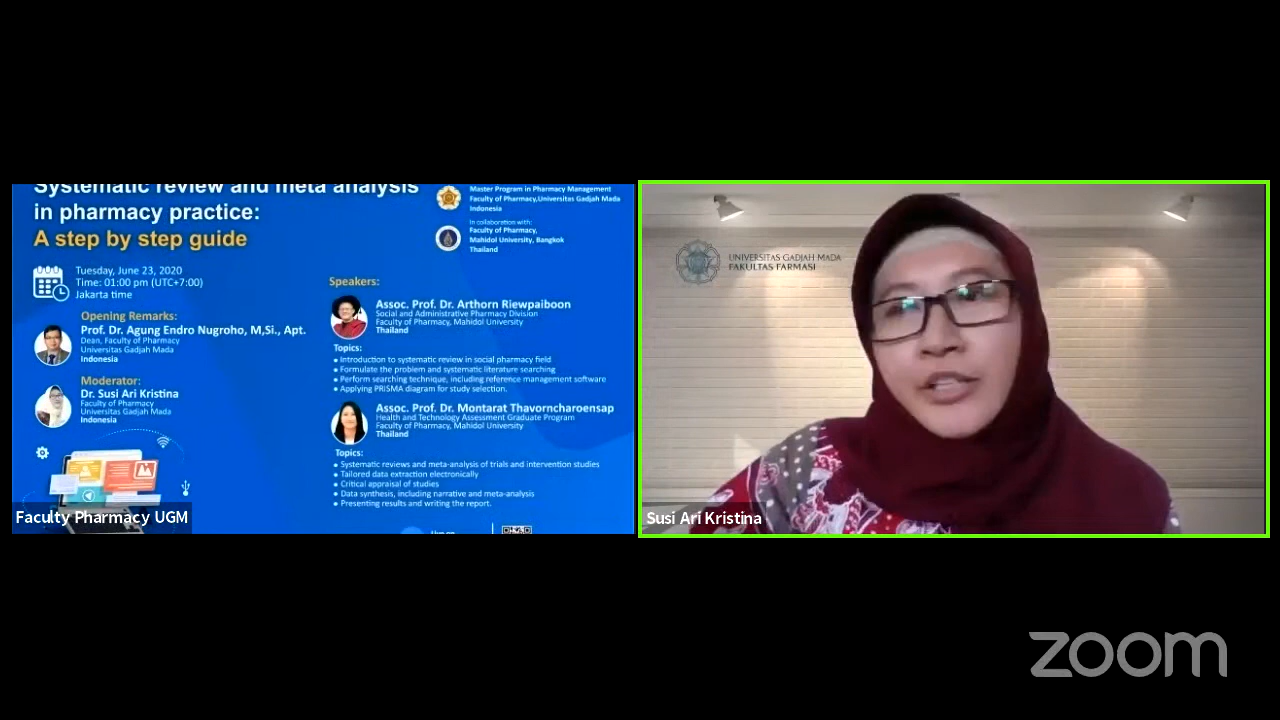 Systematic review and meta analysis
in pharmacy practice:
A step by step guide
Master Program in Pharmacy Management
Faculty of Pharmacy,Universitas Gadjah Mada
Indonesia
In collaboration with:
Faculty of Pharmacy,
Mahidol University, Bangkok
Thailand
Tuesday, June 23, 2020
Time: 01:00 pm (UTC+7:00)
Jakarta time
Opening Remarks:
Prof. Dr. Agung Endro Nugroho, M,Si., Apt.
Dean, Faculty of Pharmacy
Universitas Gadjah Mada
Indonesia
Moderator:
Dr. Susi Ari Kristina
Faculty of Pharmacy
Universitas Gadjah Mada
Indonesia
Speakers:
Assoc. Prof. Dr. Arthorn Riewpaiboon
Social and Administrative Pharmacy Division
Faculty of Pharmacy, Mahidol University
Thailand
Topics:
• Introduction to systematic review in social pharmacy field
• Formulate the problem and systematic literature searching
• Perform searching technique, including reference management software
• Applying PRISMA diagram for study selection.
Assoc. Prof. Dr. Montarat Thavorncharoensap
Health and Technology Assessment Graduate Program
Faculty of Pharmacy, Mahidol University
Thailand
Topics:
• Systematic reviews and meta-analysis of trials and intervention studies
• Tailored data extraction electronically
• Critical appraisal of studies
• Data synthesis, including narrative and meta-analysis
• Presenting results and writing the report.
Faculty Pharmacy UGM
UNIVERSITAS GADJAH MADA
FAKULTAS FARMASI
Susi Ari Kristina
zoom